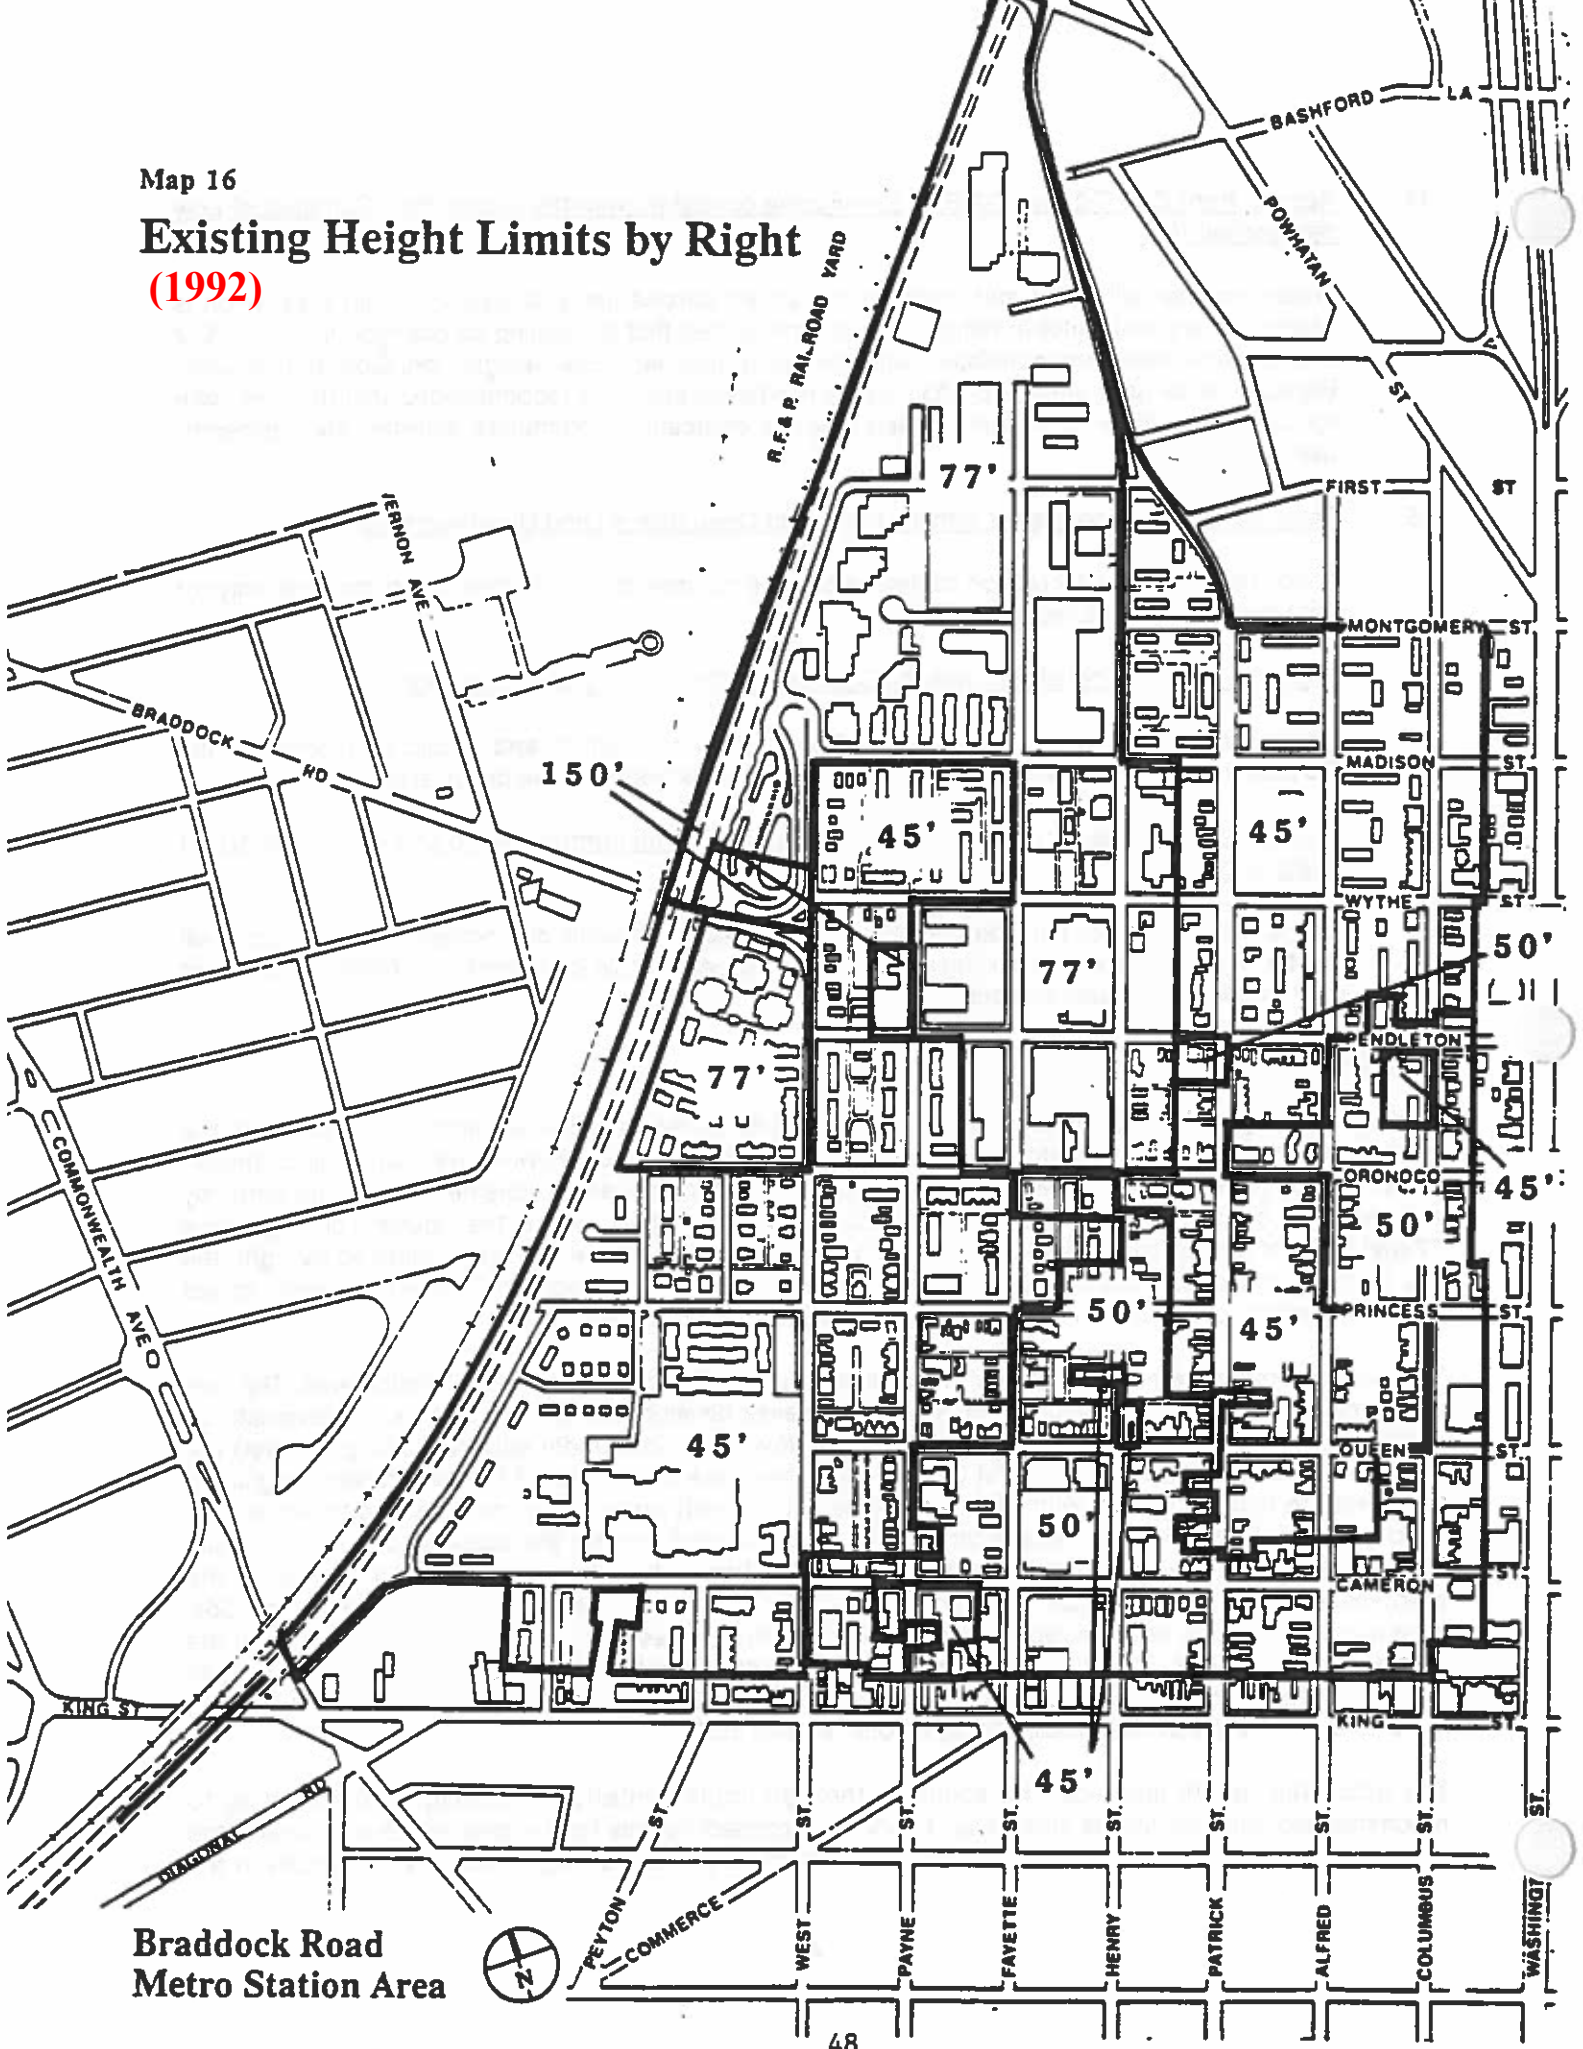 Map 16
Existing Height Limits by Right
(1992)
R.F.& P. RAILROAD YARD
BASHFORD LA
POWHATAN ST
77'
FIRST ST
VERNON AVE
MONTGOMERY ST
BRADDOCK RD
150'
MADISON ST.
45'
45'
WYTHE ST.
50'
77'
PENDLETON
77'
COMMONWEALTH AVE
ORONOCO
45'
50'
50'
PRINCESS ST.
45'
45'
QUEEN ST.
50'
CAMERON ST.
KING ST
KING ST.
45'
DIAGONAL RD
PEYTON ST.
COMMERCE
WEST ST.
PAYNE ST.
FAYETTE ST.
HENRY ST.
PATRICK ST.
ALFRED ST.
COLUMBUS ST.
ST.
Braddock Road
Metro Station Area
N
48